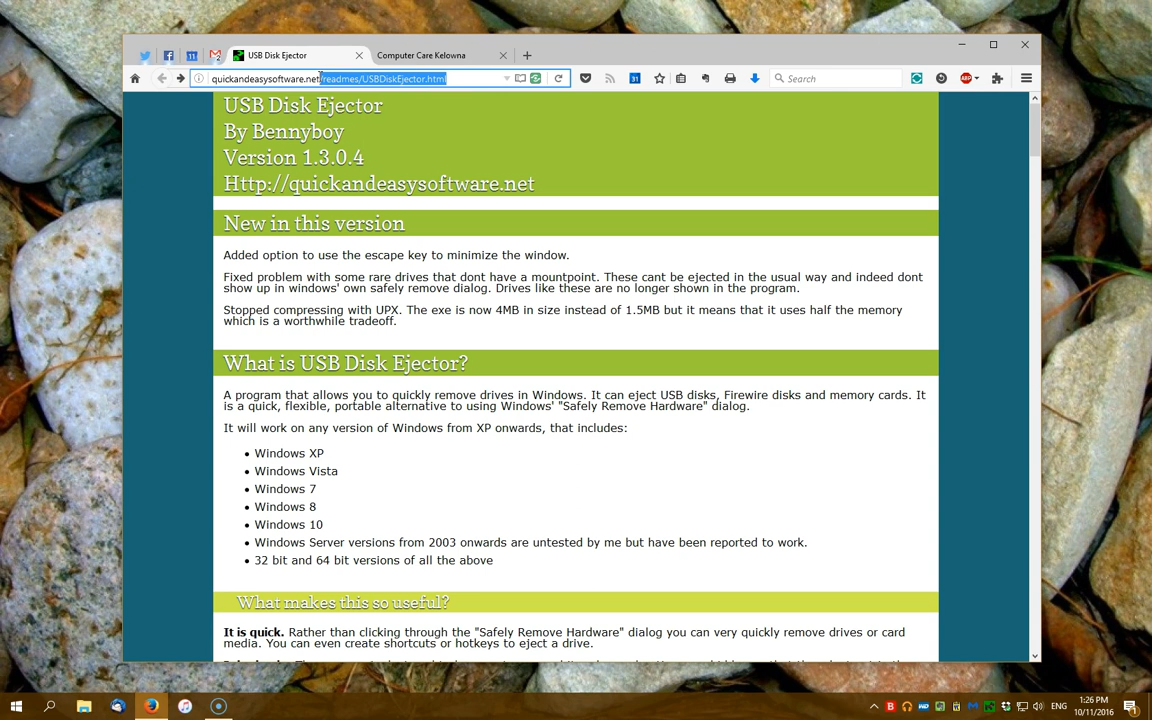 USB Disk Ejector
Computer Care Kelowna
quickandeasysoftware.net/readmes/USBDiskEjector.html
Search
USB Disk Ejector
By Bennyboy
Version 1.3.0.4
Http://quickandeasysoftware.net
New in this version
Added option to use the escape key to minimize the window.
Fixed problem with some rare drives that dont have a mountpoint. These cant be ejected in the usual way and indeed dont
show up in windows' own safely remove dialog. Drives like these are no longer shown in the program.
Stopped compressing with UPX. The exe is now 4MB in size instead of 1.5MB but it means that it uses half the memory
which is a worthwhile tradeoff.
What is USB Disk Ejector?
A program that allows you to quickly remove drives in Windows. It can eject USB disks, Firewire disks and memory cards. It
is a quick, flexible, portable alternative to using Windows' "Safely Remove Hardware" dialog.
It will work on any version of Windows from XP onwards, that includes:
Windows XP
Windows Vista
Windows 7
Windows 8
Windows 10
Windows Server versions from 2003 onwards are untested by me but have been reported to work.
32 bit and 64 bit versions of all the above
What makes this so useful?
It is quick. Rather than clicking through the "Safely Remove Hardware" dialog you can very quickly remove drives or card
media. You can even create shortcuts or hotkeys to eject a drive.
ENG
1:26 PM
10/11/2016